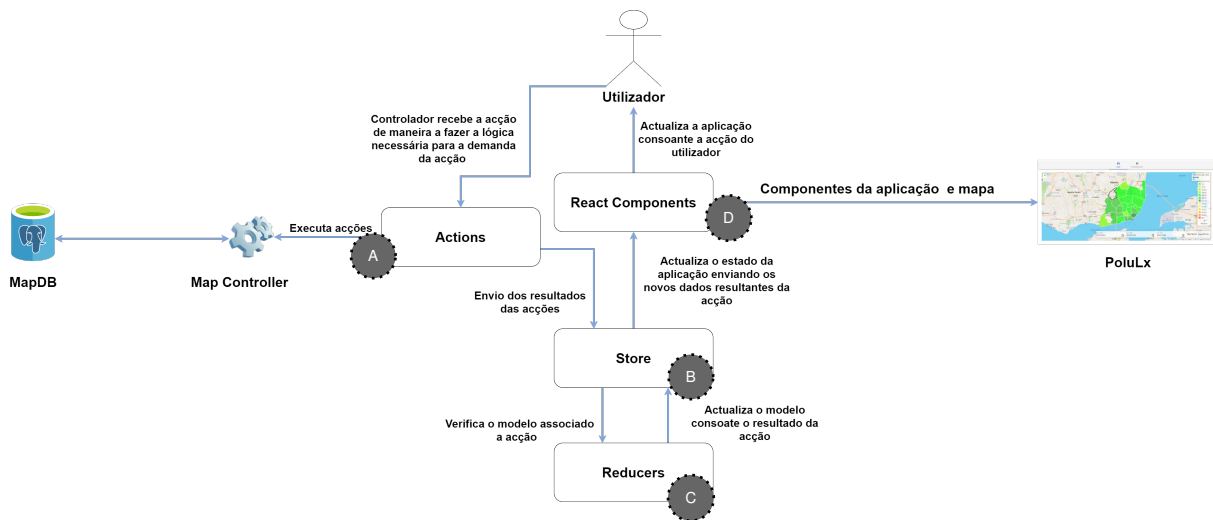 Utilizador
Controlador recebe a acção
de maneira a fazer a lógica
necessária para a demanda
da acção
Actualiza a aplicação
consoante a acção do
utilizador
React Components
D
Componentes da aplicação e mapa
PoluLx
MapDB
Map Controller
Executa acções
A
Actions
Actualiza o estado da
aplicação enviando os
novos dados resultantes da
acção
Envio dos resultados
das acções
Store
B
Verifica o modelo associado
a acção
Actualiza o modelo
consoate o resultado da
acção
Reducers
C